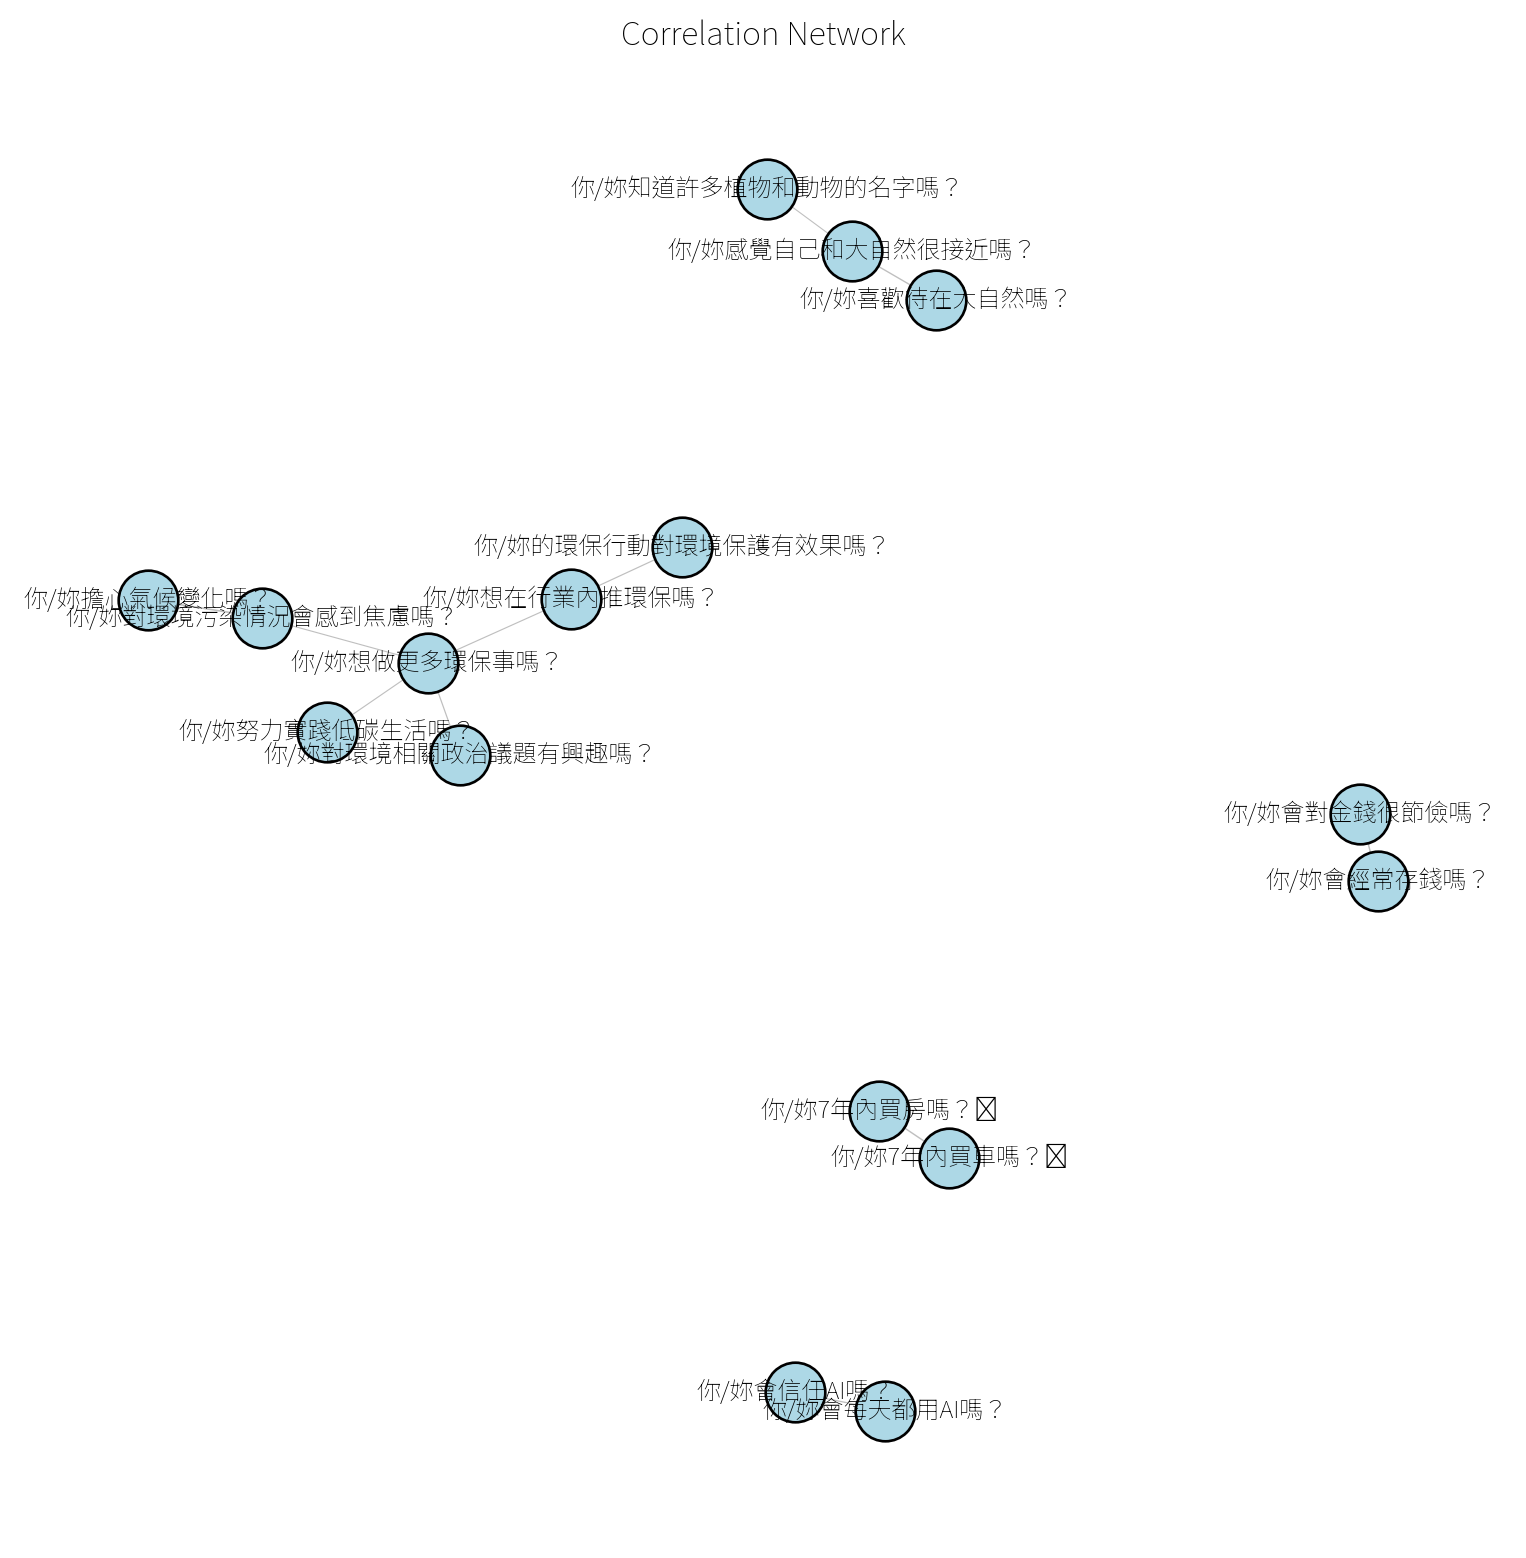 Correlation Network
你/妳知道許多植物和動物的名字嗎？
你/妳感覺自己和大自然很接近嗎？
你/妳喜歡待在大自然嗎？
你/妳的環保行動對環境保護有效果嗎？
你/妳想在行業內推環保嗎？
你/妳擔心氣候變化嗎？
你/妳對環境污染情況會感到焦慮嗎？
你/妳想做更多環保事嗎？
你/妳努力實踐低碳生活嗎？
你/妳對環境相關政治議題有興趣嗎？
你/妳會對金錢很節儉嗎？
你/妳會經常存錢嗎？
你/妳7年內買房嗎？
你/妳7年內買車嗎？
你/妳會信任AI嗎？
你/妳會每天都用AI嗎？